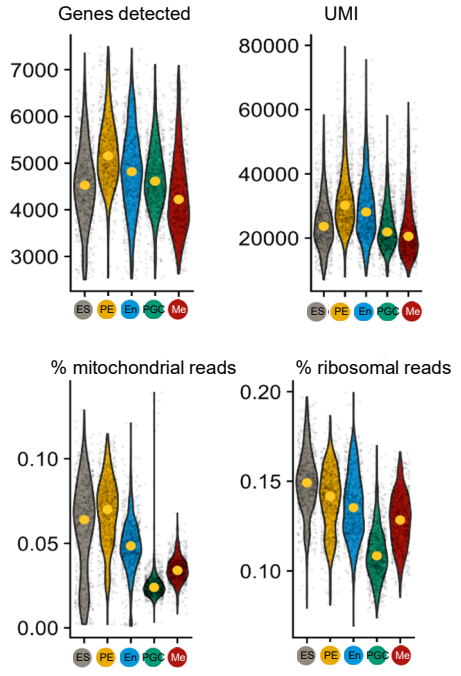 Genes detected
UMI
7000
6000
5000
4000
3000
ES PE En PGC Me
80000
60000
40000
20000
ES PE En PGC Me
% mitochondrial reads
% ribosomal reads
0.10
0.05
0.00
ES PE En PGC Me
0.20
0.15
0.10
ES PE En PGC Me